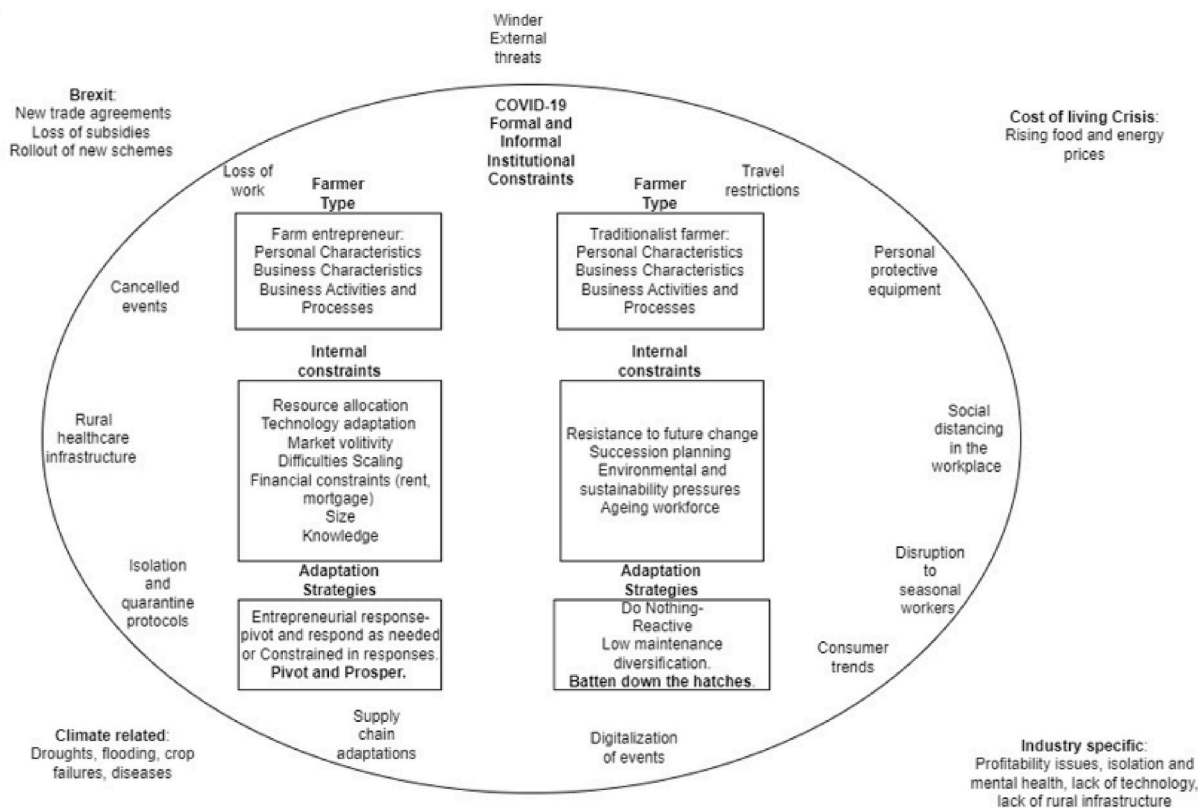 Winder
External
threats
Brexit:
New trade agreements
Loss of subsidies
Rollout of new schemes
COVID-19
Formal and
Informal
Institutional
Constraints
Cost of living Crisis:
Rising food and energy
prices
Loss of
work
Travel
restrictions
Farmer
Type
Farm entrepreneur:
Personal Characteristics
Business Characteristics
Business Activities and
Processes
Farmer
Type
Traditionalist farmer:
Personal Characteristics
Business Characteristics
Business Activities and
Processes
Cancelled
events
Personal
protective
equipment
Internal
constraints
Resource allocation
Technology adaptation
Market volitivity
Difficulties Scaling
Financial constraints (rent,
mortgage)
Size
Knowledge
Internal
constraints
Resistance to future change
Succession planning
Environmental and
sustainability pressures
Ageing workforce
Rural
healthcare
infrastructure
Social
distancing
in the
workplace
Isolation
and
quarantine
protocols
Disruption
to
seasonal
workers
Adaptation
Strategies
Entrepreneurial response-
pivot and respond as needed
or Constrained in responses.
Pivot and Prosper.
Adaptation
Strategies
Do Nothing-
Reactive
Low maintenance
diversification.
Batten down the hatches.
Consumer
trends
Supply
chain
adaptations
Digitalization
of events
Climate related:
Droughts, flooding, crop
failures, diseases
Industry specific:
Profitability issues, isolation and
mental health, lack of technology,
lack of rural infrastructure